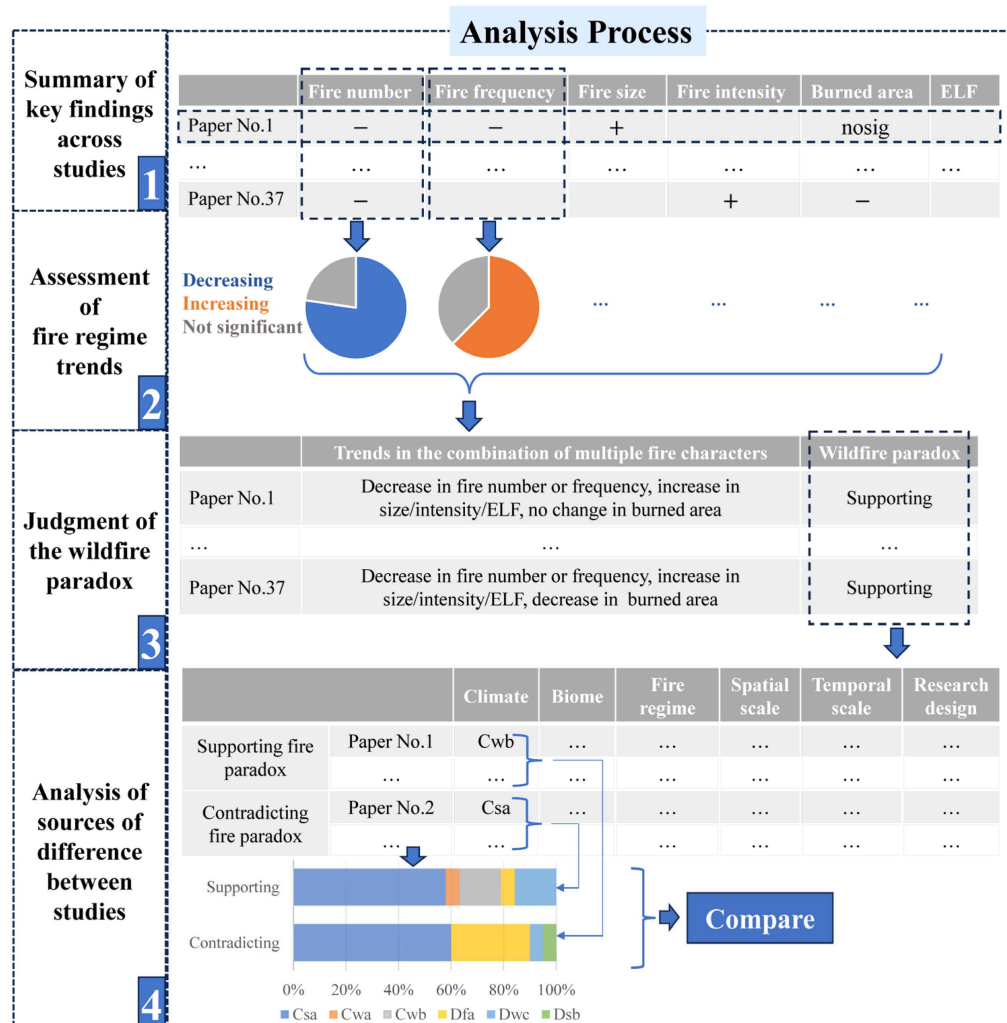 Analysis Process
Summary of
key findings
across
studies
1
Fire number Fire frequency Fire size Fire intensity Burned area ELF
Paper No.1 − − + nosig
... ... ... ... ... ... ...
Paper No.37 − + −
Assessment
of
fire regime
trends
2
Decreasing
Increasing
Not significant
... ... ... ...
Judgment of
the wildfire
paradox
3
Trends in the combination of multiple fire characters Wildfire paradox
Paper No.1 Decrease in fire number or frequency, increase in
size/intensity/ELF, no change in burned area Supporting
... ... ...
Paper No.37 Decrease in fire number or frequency, increase in
size/intensity/ELF, decrease in burned area Supporting
Analysis of
sources of
difference
between
studies
4
Climate Biome Fire
regime Spatial
scale Temporal
scale Research
design
Supporting fire
paradox
Paper No.1 Cwb ... ... ... ... ...
... ... ... ... ... ... ...
Contradicting
fire paradox
Paper No.2 Csa ... ... ... ... ...
... ... ... ... ... ... ...
Supporting
Contradicting
0% 20% 40% 60% 80% 100%
Csa Cwa Cwb Dfa Dwc Dsb
Compare